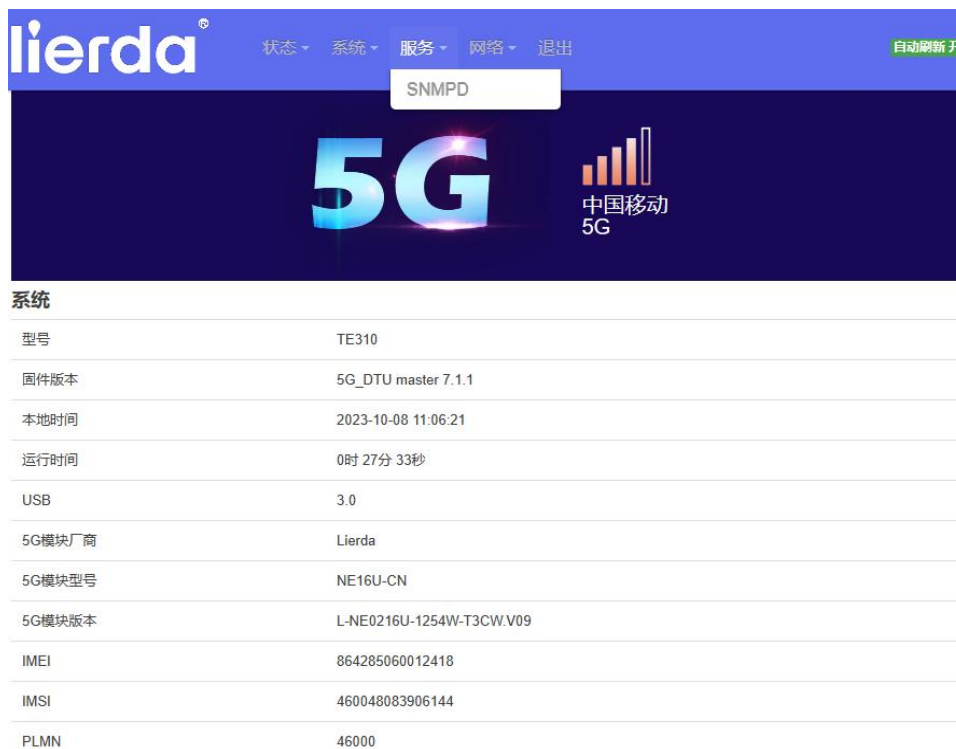 lierda®
状态 系统 服务 网络 退出 自动刷新 开
SNMPD
5G
中国移动
5G
系统
型号 TE310
固件版本 5G_DTU master 7.1.1
本地时间 2023-10-08 11:06:21
运行时间 0时 27分 33秒
USB 3.0
5G模块厂商 Lierda
5G模块型号 NE16U-CN
5G模块版本 L-NE0216U-1254W-T3CW.V09
IMEI 864285060012418
IMSI 460048083906144
PLMN 46000